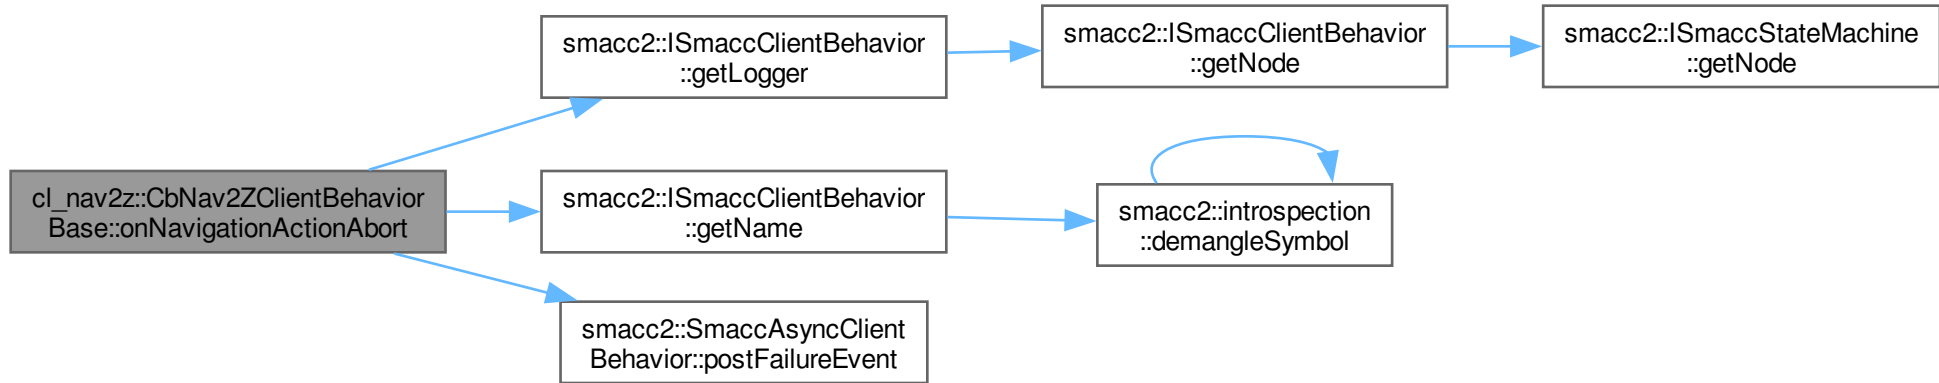 cl_nav2z::CbNav2ZClientBehavior
Base::onNavigationActionAbort
smacc2::ISmaccClientBehavior
::getLogger
smacc2::ISmaccClientBehavior
::getNode
smacc2::ISmaccStateMachine
::getNode
smacc2::ISmaccClientBehavior
::getName
smacc2::introspection
::demangleSymbol
smacc2::SmaccAsyncClient
Behavior::postFailureEvent